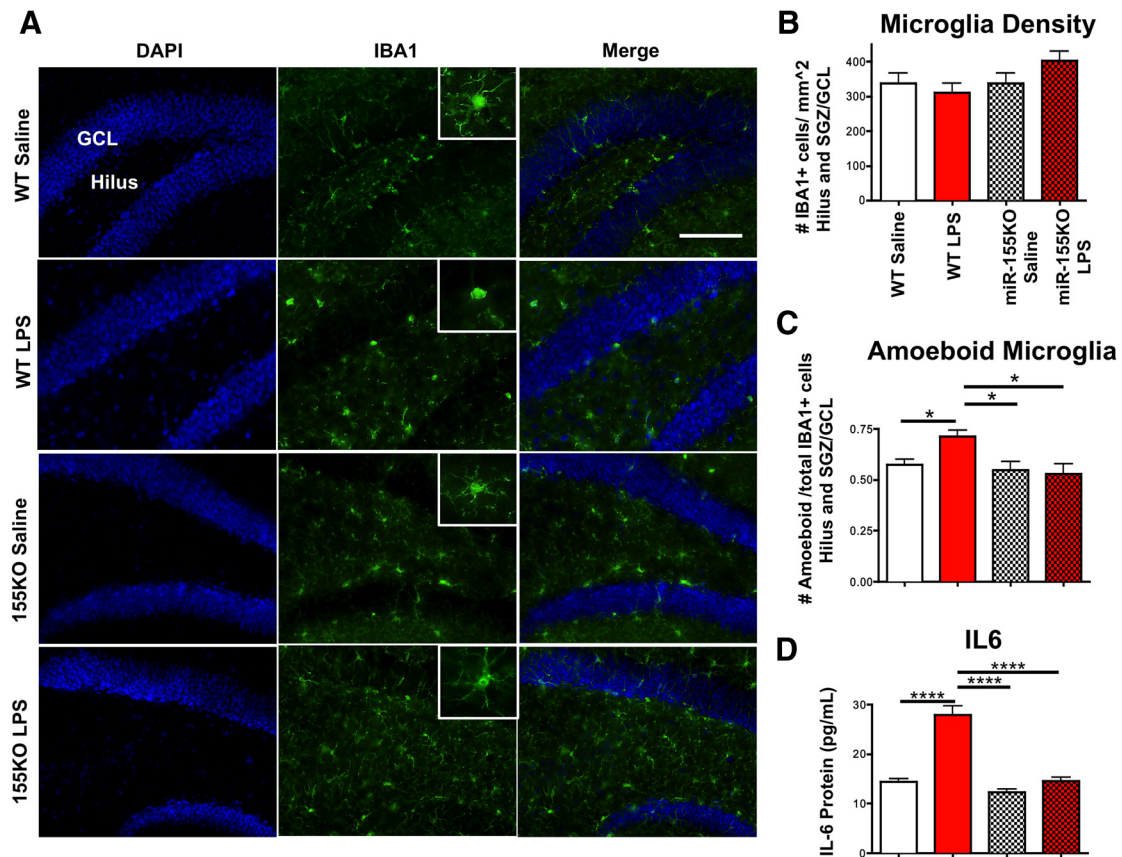 A
DAPI
IBA1
Merge
WT Saline
GCL
Hilus
WT LPS
155KO Saline
155KO LPS
B
Microglia Density
# IBA1+ cells/ mm^2
Hilus and SGZ/GCL
400
300
200
100
0
WT Saline
WT LPS
miR-155KO
Saline
miR-155KO
LPS
C
Amoeboid Microglia
# Amoeboid /total IBA1+ cells
Hilus and SGZ/GCL
0.75
0.50
0.25
0.00
*
*
*
D
IL6
IL-6 Protein (pg/mL)
30
20
10
0
****
****
****